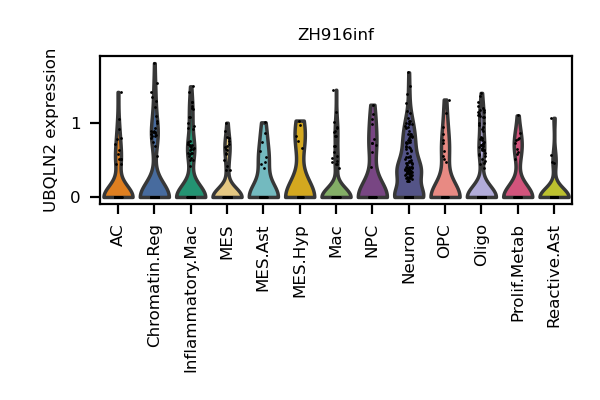 ZH916inf
UBQLN2 expression
1
0
AC
Chromatin.Reg
Inflammatory.Mac
MES
MES.Ast
MES.Hyp
Mac
NPC
Neuron
OPC
Oligo
Prolif.Metab
Reactive.Ast